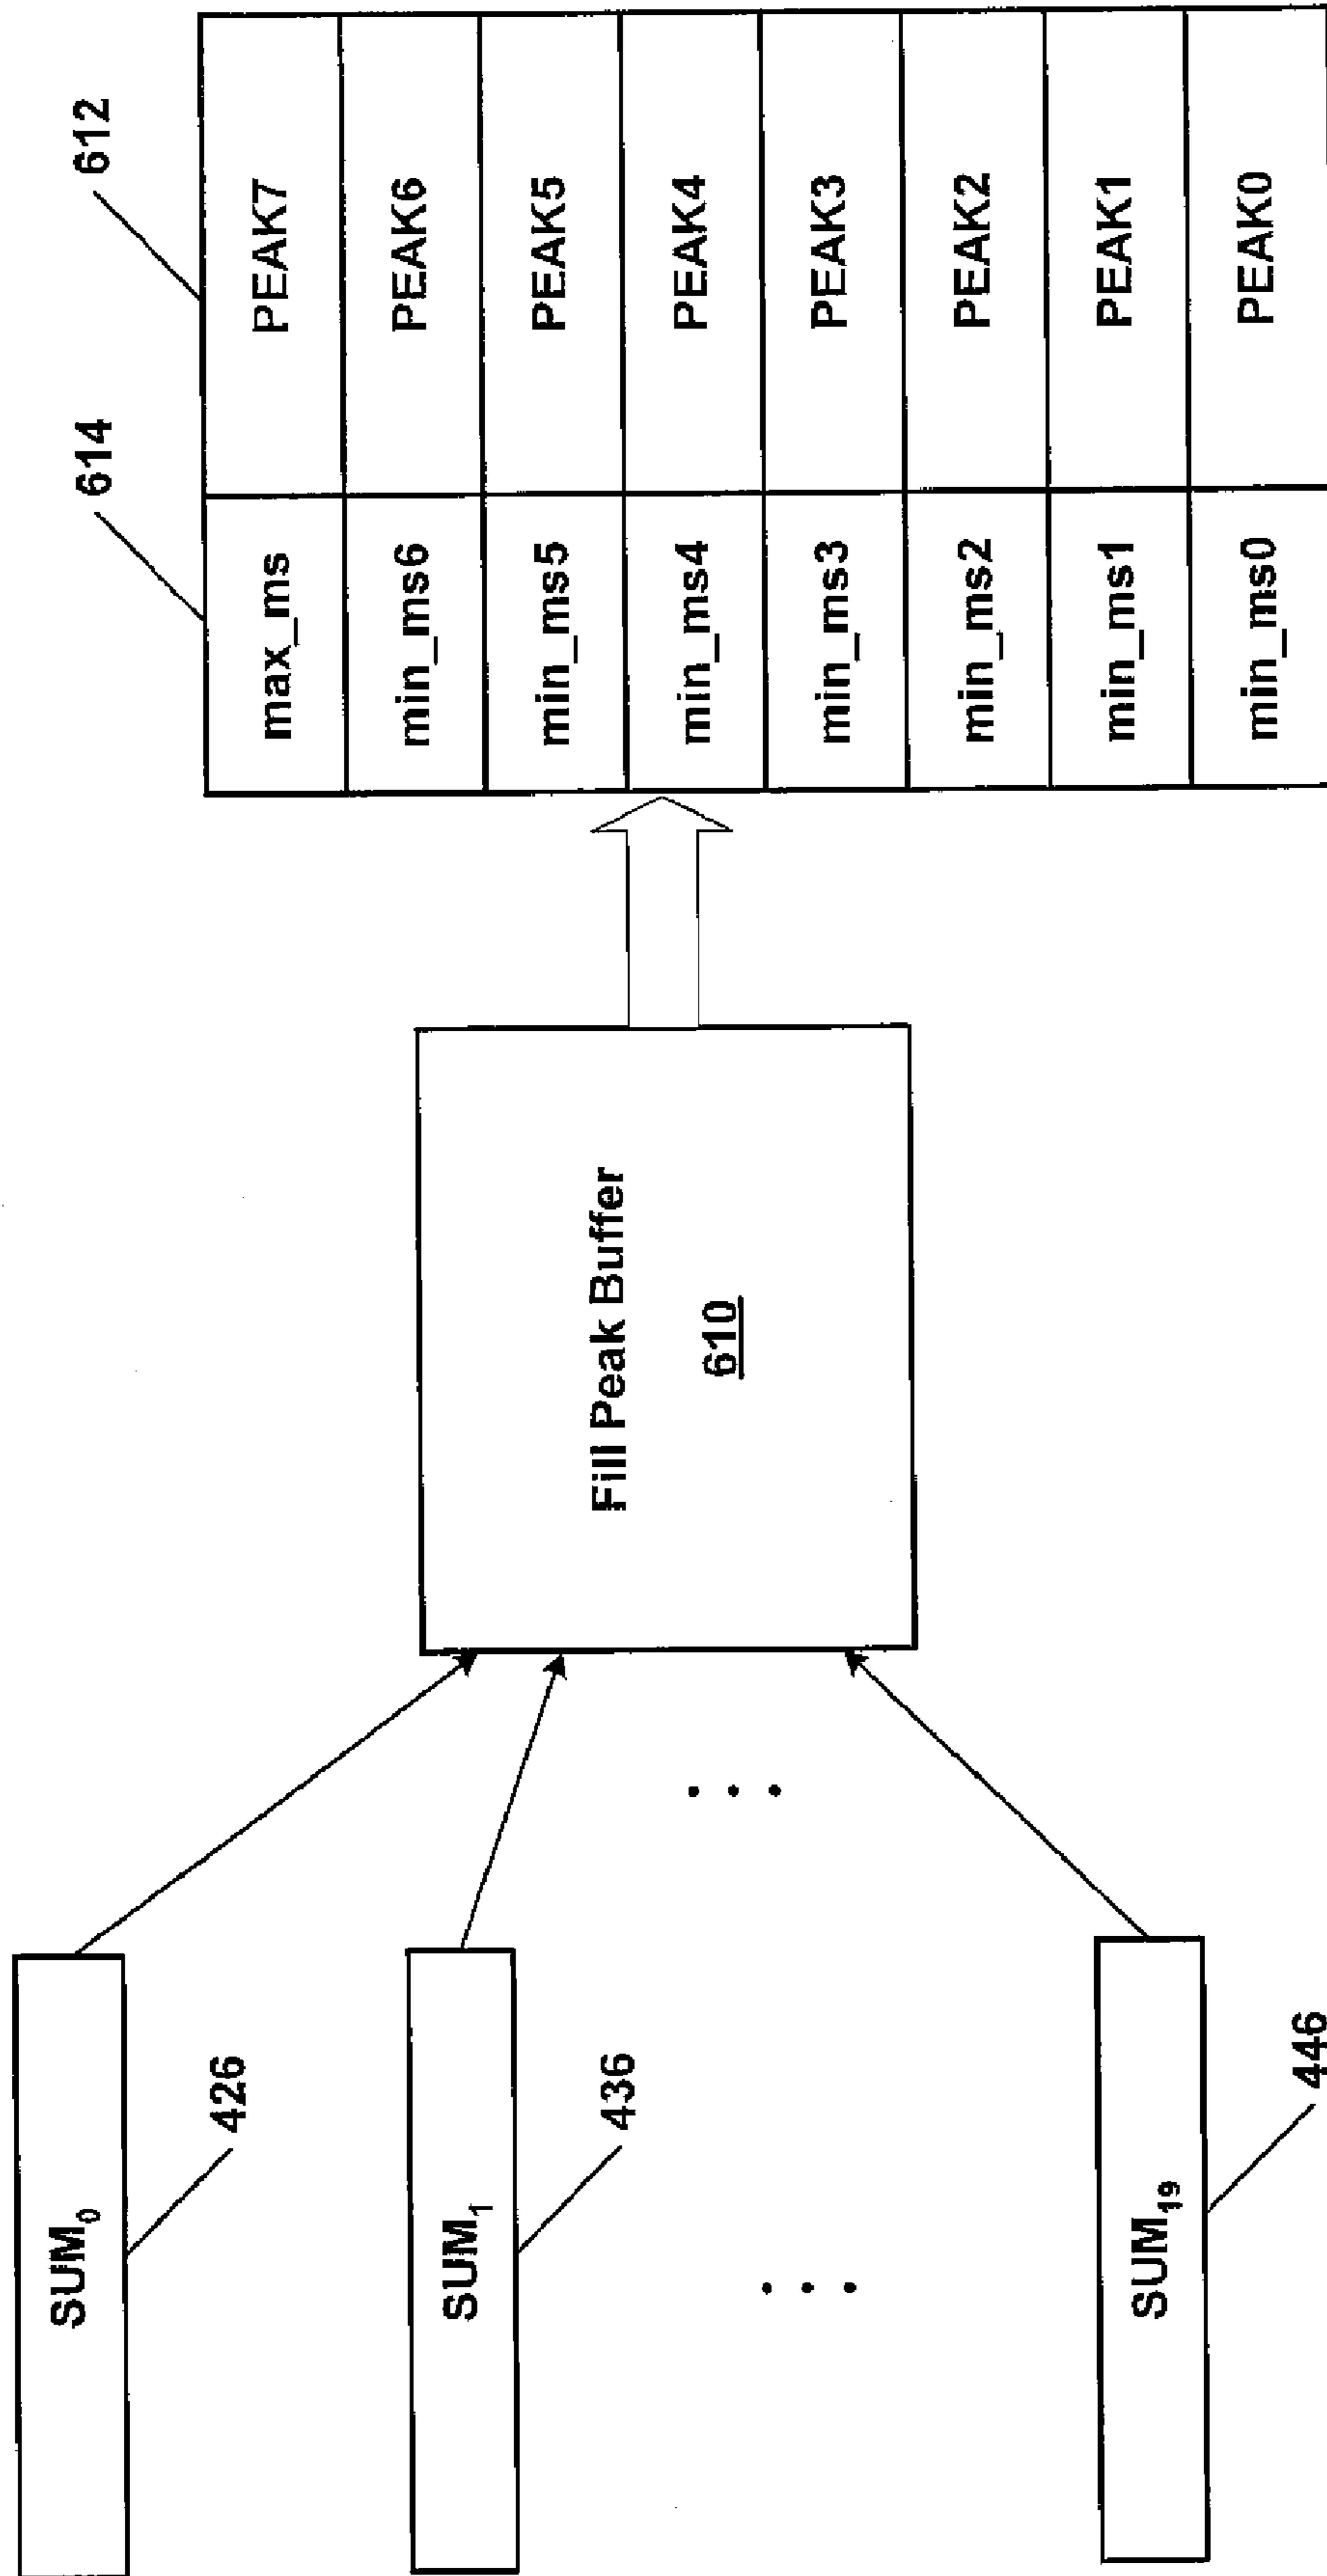 SUM₀
426
SUM₁
436
. . .
SUM₁₉
446
. . .
Fill Peak Buffer
610
614
612
max_ms PEAK7
min_ms6 PEAK6
min_ms5 PEAK5
min_ms4 PEAK4
min_ms3 PEAK3
min_ms2 PEAK2
min_ms1 PEAK1
min_ms0 PEAK0